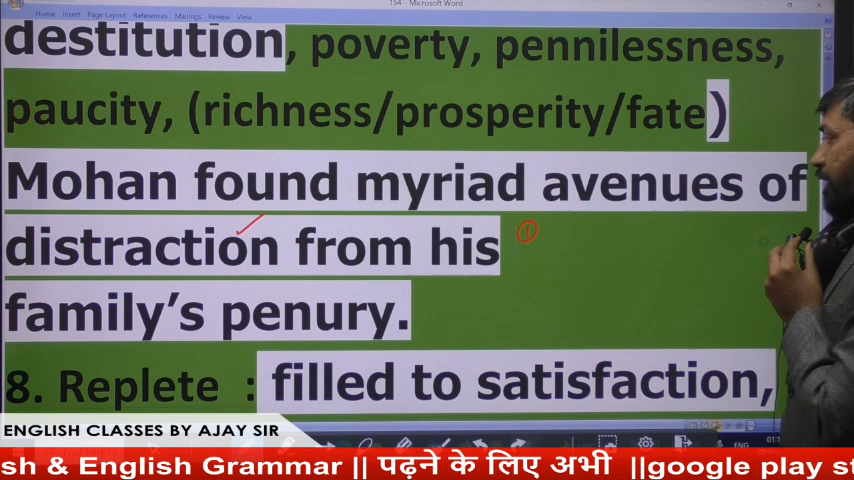 154 - Microsoft Word
Home Insert Page Layout References Mailings Review View
destitution, poverty, pennilessness,
paucity, (richness/prosperity/fate)
Mohan found myriad avenues of
distraction from his
family's penury.
8. Replete : filled to satisfaction,
ENGLISH CLASSES BY AJAY SIR
ENG
sh & English Grammar || पढ़ने के लिए अभी ||google play st